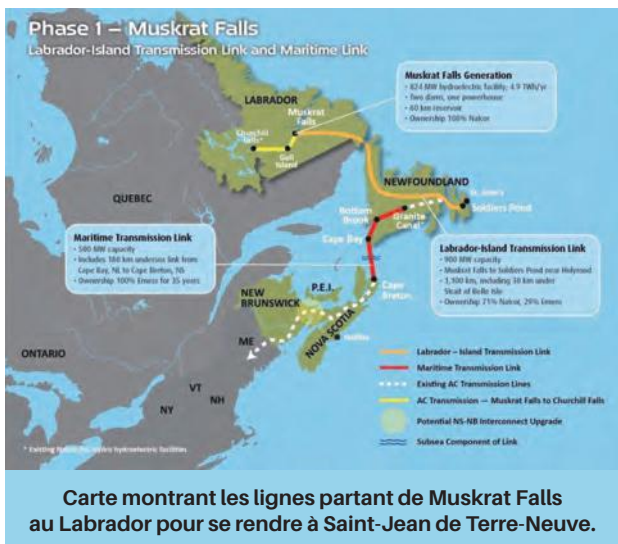 Phase 1 – Muskrat Falls
Labrador-Island Transmission Link and Maritime Link
Muskrat Falls Generation
• 824 MW hydroelectric facility; 4.9 TWh/yr
• Two dams, one powerhouse
• 60 km reservoir
• Ownership 100% Nalcor
LABRADOR
Muskrat
Falls
Churchill
Falls*
Gull
Island
QUEBEC
NEWFOUNDLAND
St. John's
Soldiers Pond
Bottom
Brook
Granite
Canal*
Cape Bay
Maritime Transmission Link
• 500 MW capacity
• Includes 180 km undersea link from
Cape Bay, NL to Cape Breton, NS
• Ownership 100% Emera for 35 years
Labrador-Island Transmission Link
• 900 MW capacity
• Muskrat Falls to Soldiers Pond near Holyrood
• 1,100 km, including 30 km under
Strait of Belle Isle
• Ownership 71% Nalcor, 29% Emera
Cape
Breton
NEW
BRUNSWICK
P.E.I.
NOVA SCOTIA
Halifax
ME
ONTARIO
VT
NY
NH
Labrador – Island Transmission Link
Maritime Transmission Link
Existing AC Transmission Lines
AC Transmission — Muskrat Falls to Churchill Falls
Potential NS-NB Interconnect Upgrade
Subsea Component of Link
* Existing hydroelectric facilities
Carte montrant les lignes partant de Muskrat Falls
au Labrador pour se rendre à Saint-Jean de Terre-Neuve.